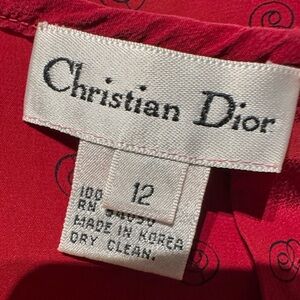 Christian Dior
12
100
RN
MADE IN KOREA
DRY CLEAN.